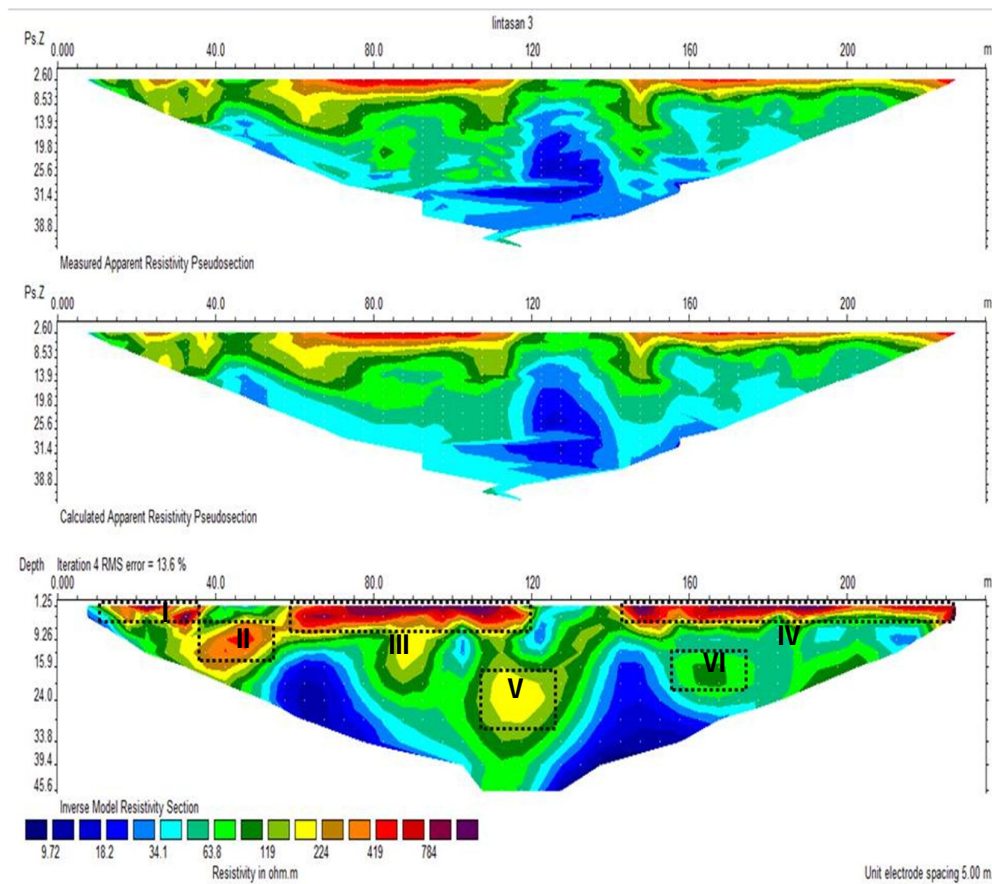 lintasan 3
Ps.Z
0.000 40.0 80.0 120 160 200 m
2.60
8.53
13.9
19.8
25.6
31.4
38.8
Measured Apparent Resistivity Pseudosection
Ps.Z
0.000 40.0 80.0 120 160 200 m
2.60
8.53
13.9
19.8
25.6
31.4
38.8
Calculated Apparent Resistivity Pseudosection
Depth Iteration 4 RMS error = 13.6 %
0.000 40.0 80.0 120 160 200 m
1.25
I
9.26
II
III
IV
15.9
VI
V
24.0
33.8
39.4
45.6
Inverse Model Resistivity Section
9.72 18.2 34.1 63.8 119 224 419 784
Resistivity in ohm.m
Unit electrode spacing 5.00 m.